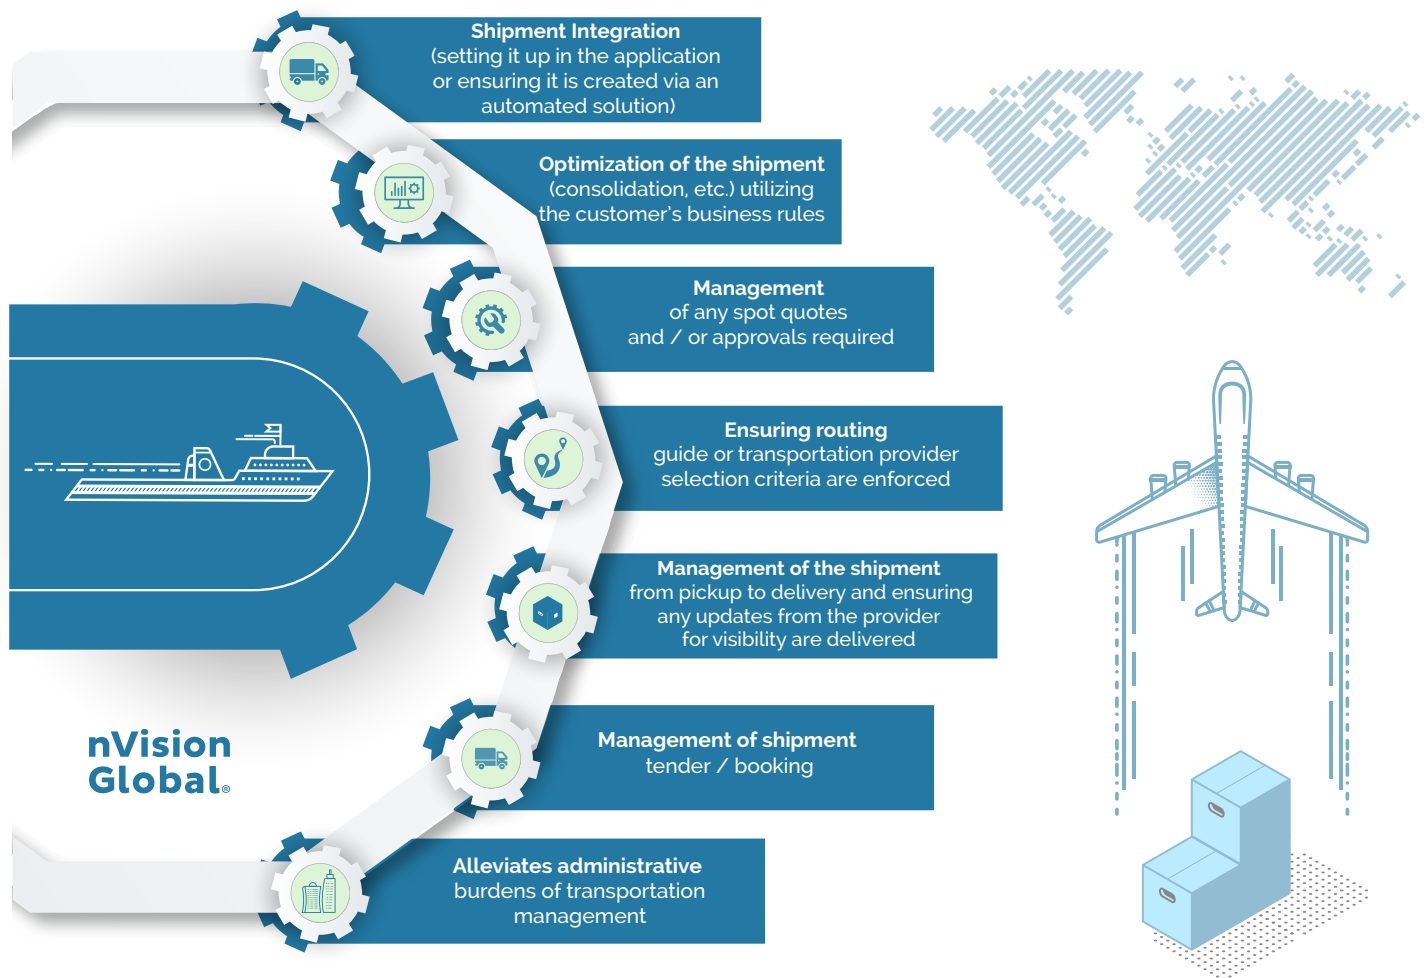 Shipment Integration
(setting it up in the application
or ensuring it is created via an
automated solution)
Optimization of the shipment
(consolidation, etc.) utilizing
the customer's business rules
Management
of any spot quotes
and / or approvals required
Ensuring routing
guide or transportation provider
selection criteria are enforced
Management of the shipment
from pickup to delivery and ensuring
any updates from the provider
for visibility are delivered
Management of shipment
tender / booking
Alleviates administrative
burdens of transportation
management
nVision
Global®